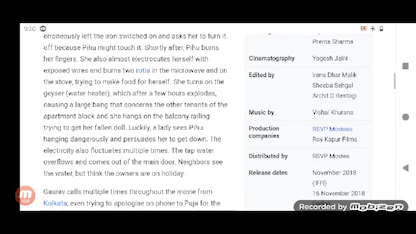 9:20
erroneously left the iron switched on and asks her to turn it
off because Pihu might touch it. Shortly after, Pihu burns
her fingers. She also almost electrocutes herself with
exposed wires and burns two rotis in the microwave and on
the above, trying to make food for herself. She turns on the
geyser (water heater), which after a few hours explodes,
causing a large bang that concerns the other tenants of the
apartment block and she hangs on the balcony railing
trying to get her fallen doll. Luckily, a lady sees Pihu
hanging dangerously and persuades her to get down. The
electricity also fluctuates multiple times. The tap water
overflows and comes out of the main door. Neighbors see
the water, but think the owners are on holiday.
Gaurav calls multiple times throughout the movie from
Kolkata, even trying to apologise on phone to Puja for the
Prerna Sharma
Cinematography Yogesh Jaini
Edited by Irene Dhar Malik
Sheeba Sehgal
Archit D Rastogi
Music by Vishal Khurana
Production RSVP Movies
companies Roy Kapur Films
Distributed by RSVP Movies
Release dates November 2018
(IFFI)
16 November 2018
Recorded by Mobizen